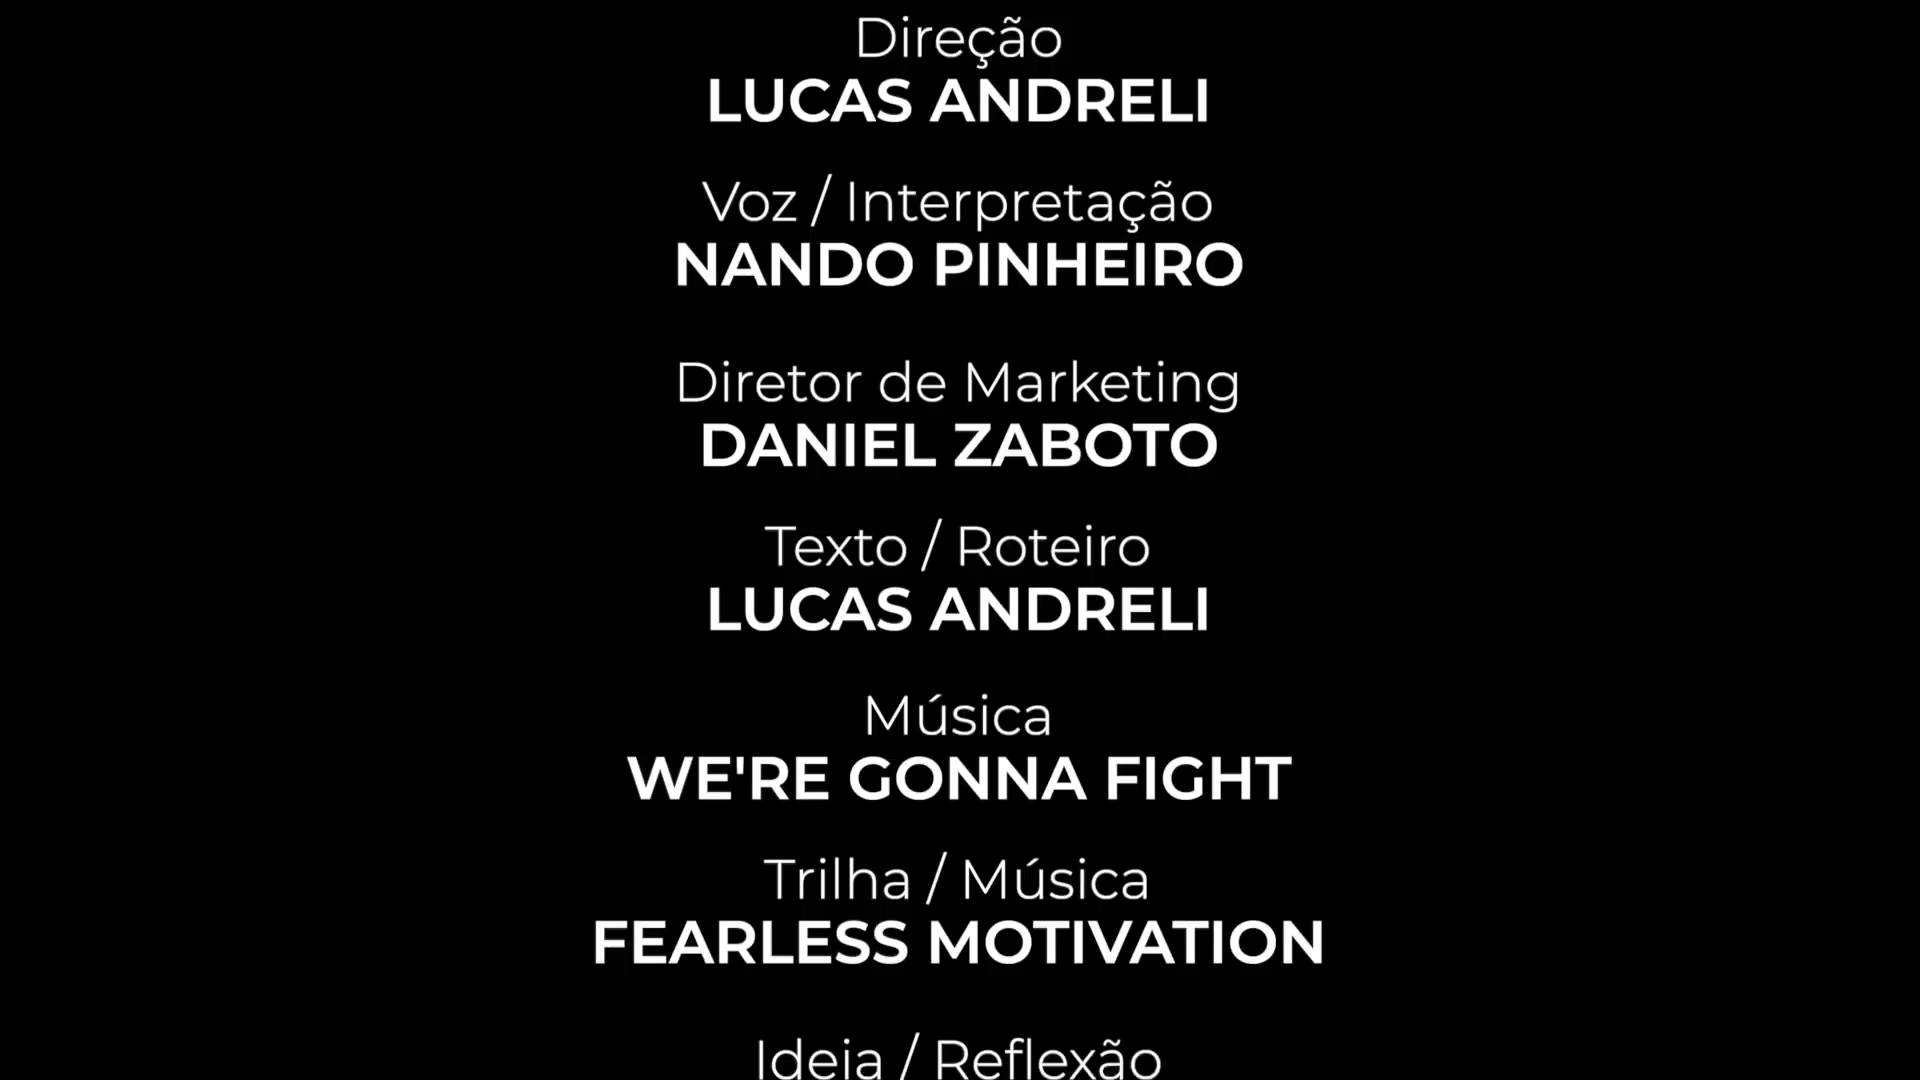 Direção
LUCAS ANDRELI
Voz / Interpretação
NANDO PINHEIRO
Diretor de Marketing
DANIEL ZABOTO
Texto / Roteiro
LUCAS ANDRELI
Música
WE'RE GONNA FIGHT
Trilha / Música
FEARLESS MOTIVATION
Ideia / Reflexão